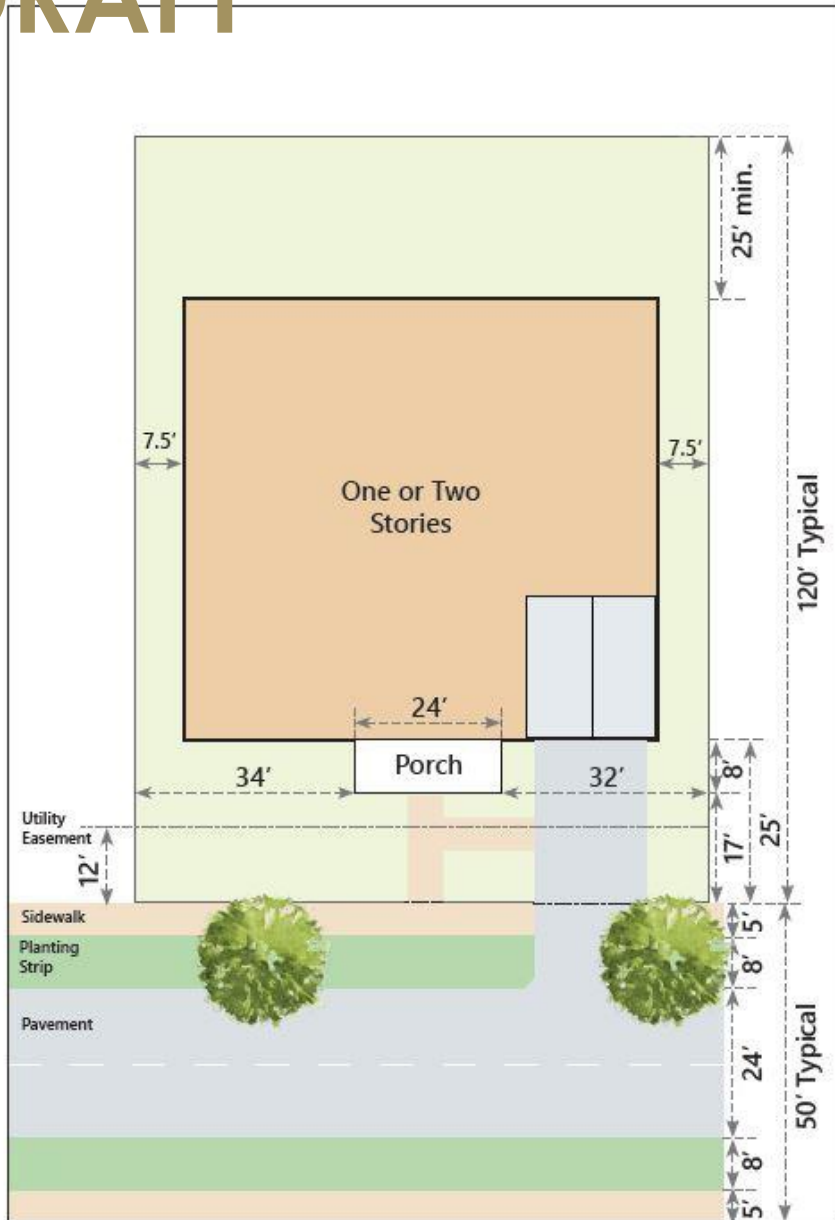 DRAFT
25' min.
7.5'
7.5'
One or Two
Stories
120' Typical
24'
Porch
8'
34'
32'
25'
17'
Utility
Easement
12'
Sidewalk
5'
Planting
Strip
8'
Pavement
24'
50' Typical
8'
5'